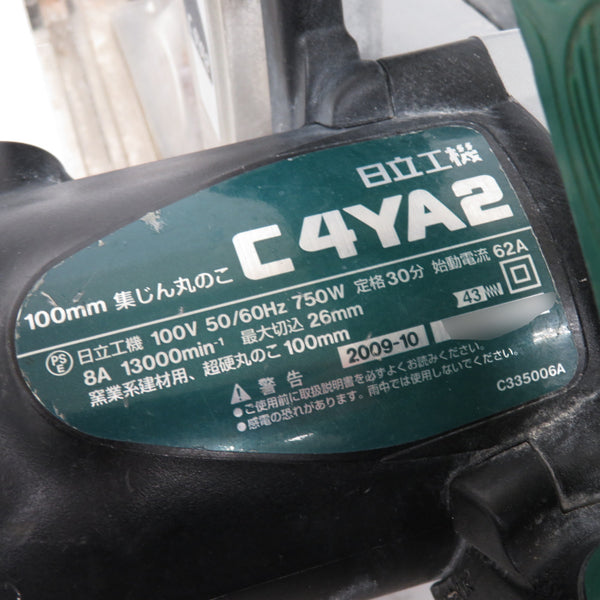 日立工機
C4YA2
100mm 集じん丸のこ
日立工機 100V 50/60Hz 750W 定格30分 始動電流 62A
PSE 8A 13000min⁻¹ 最大切込 26mm 43
窯業系建材用、超硬丸のこ 100mm 2009-10
警告
●ご使用前に取扱説明書を必ずよくお読みください。
●感電の恐れがあります。雨中では使用しないでください。
C335006A